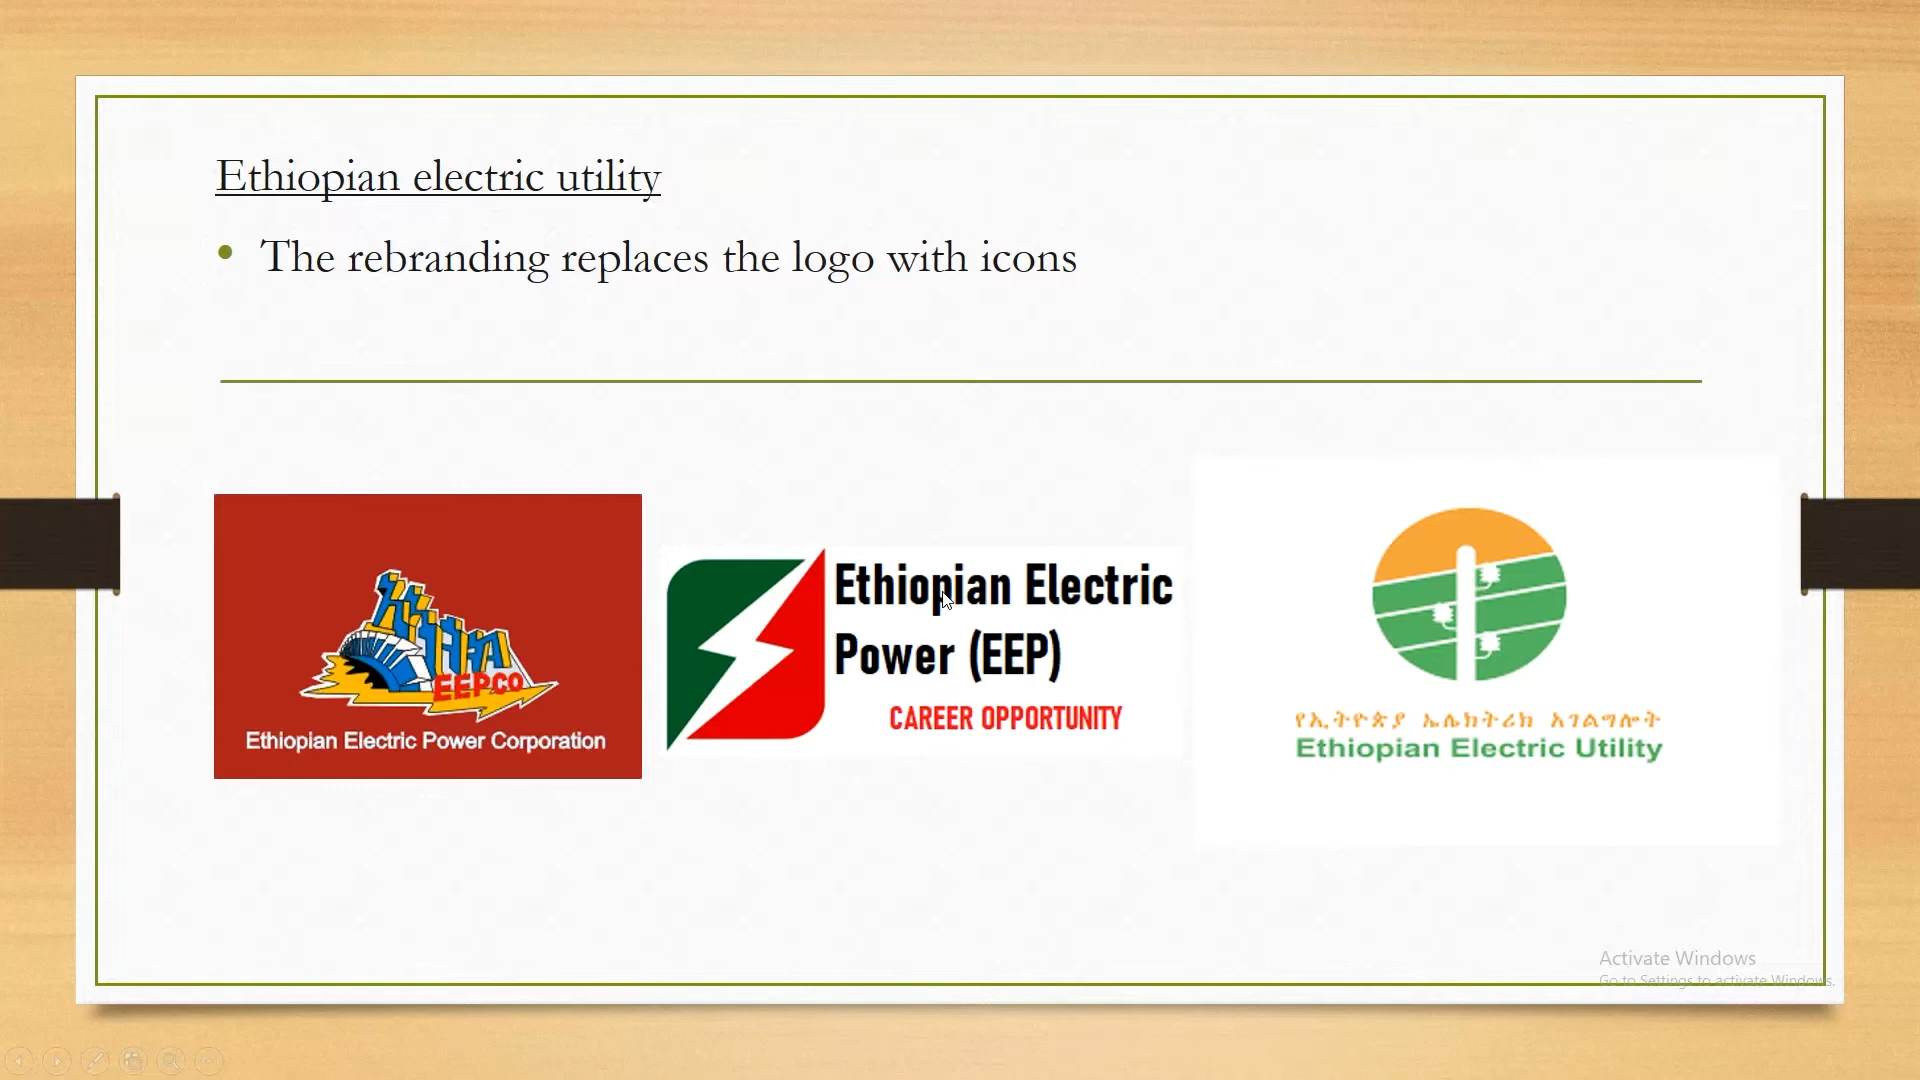 Ethiopian electric utility
• The rebranding replaces the logo with icons
EEPCO
Ethiopian Electric Power Corporation
Ethiopian Electric
Power (EEP)
CAREER OPPORTUNITY
የኢትዮጵያ ኤሌክትሪክ አገልግሎት
Ethiopian Electric Utility
Activate Windows
Go to Settings to activate Windows.